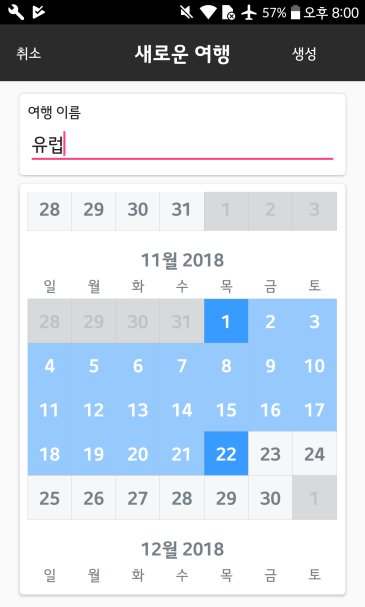 57% 오후 8:00
취소 새로운 여행 생성
여행 이름
유럽
28 29 30 31 1 2 3
11월 2018
일 월 화 수 목 금 토
28 29 30 31 1 2 3
4 5 6 7 8 9 10
11 12 13 14 15 16 17
18 19 20 21 22 23 24
25 26 27 28 29 30 1
12월 2018
일 월 화 수 목 금 토